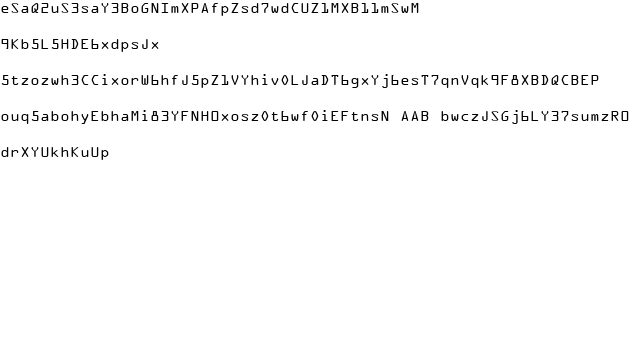 eSaQ2uS3saY3BoGNImXPAfpZsd7wdCUZ1MXB11mSwM
9Kb5L5HDE6xdpsJx
5tzozwh3CCixorW6hfJ5pZ1VYhiv0LJaDT6gxYj6esT7qnVqk9F8XBDQCBEP
ouq5abohyEbhaMi83YFNHOxosz0t6wf0iEFtnsN AAB bwczJSGj6LY37sumzRO
drXYUkhKuUp